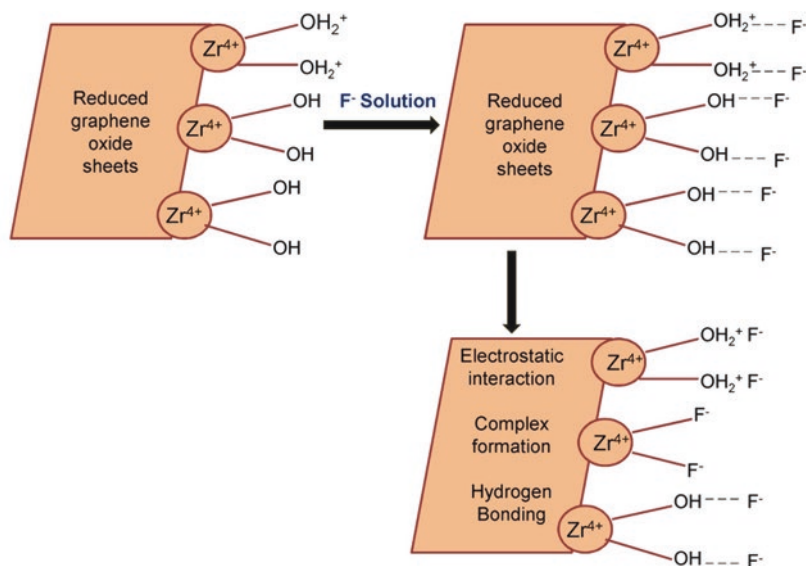 OH₂⁺
Zr⁴⁺
OH₂⁺
Reduced
graphene
oxide
sheets
OH
Zr⁴⁺
OH
OH
Zr⁴⁺
OH
F⁻ Solution
OH₂⁺ --- F⁻
Zr⁴⁺
OH₂⁺ --- F⁻
Reduced
graphene
oxide
sheets
OH --- F⁻
Zr⁴⁺
OH --- F⁻
OH --- F⁻
Zr⁴⁺
OH --- F⁻
Electrostatic
interaction
OH₂⁺ F⁻
Zr⁴⁺
OH₂⁺ F⁻
Complex
formation
F⁻
Zr⁴⁺
F⁻
Hydrogen
Bonding
OH --- F⁻
Zr⁴⁺
OH --- F⁻